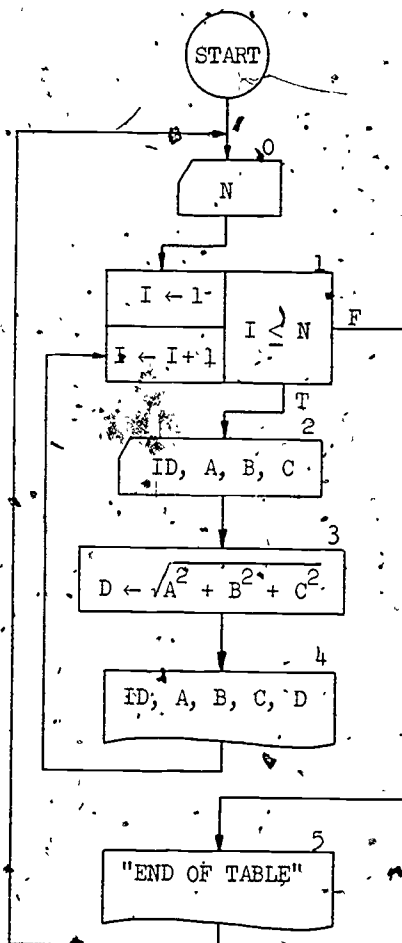 START
0
N
1
I ← 1
I ← I+1
I ≤ N
F
T
2
ID, A, B, C
3
D ← √A² + B² + C²
4
ID, A, B, C, D
5
"END OF TABLE"